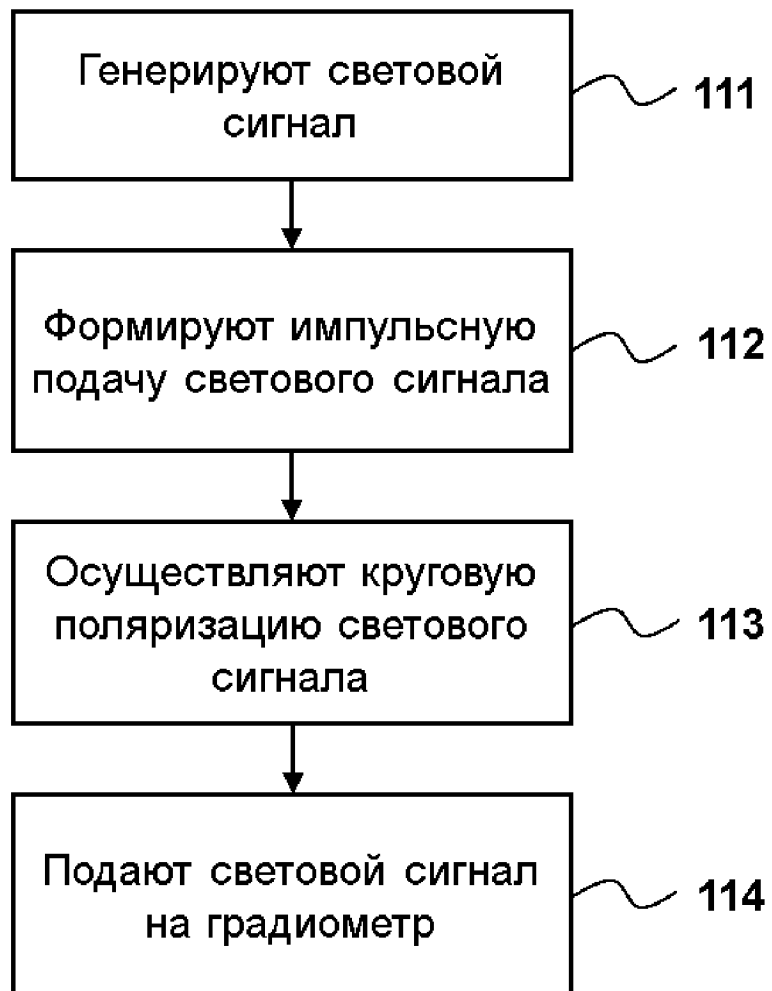 Генерируют световой
сигнал
111
Формируют импульсную
подачу светового сигнала
112
Осуществляют круговую
поляризацию светового
сигнала
113
Подают световой сигнал
на градиометр
114